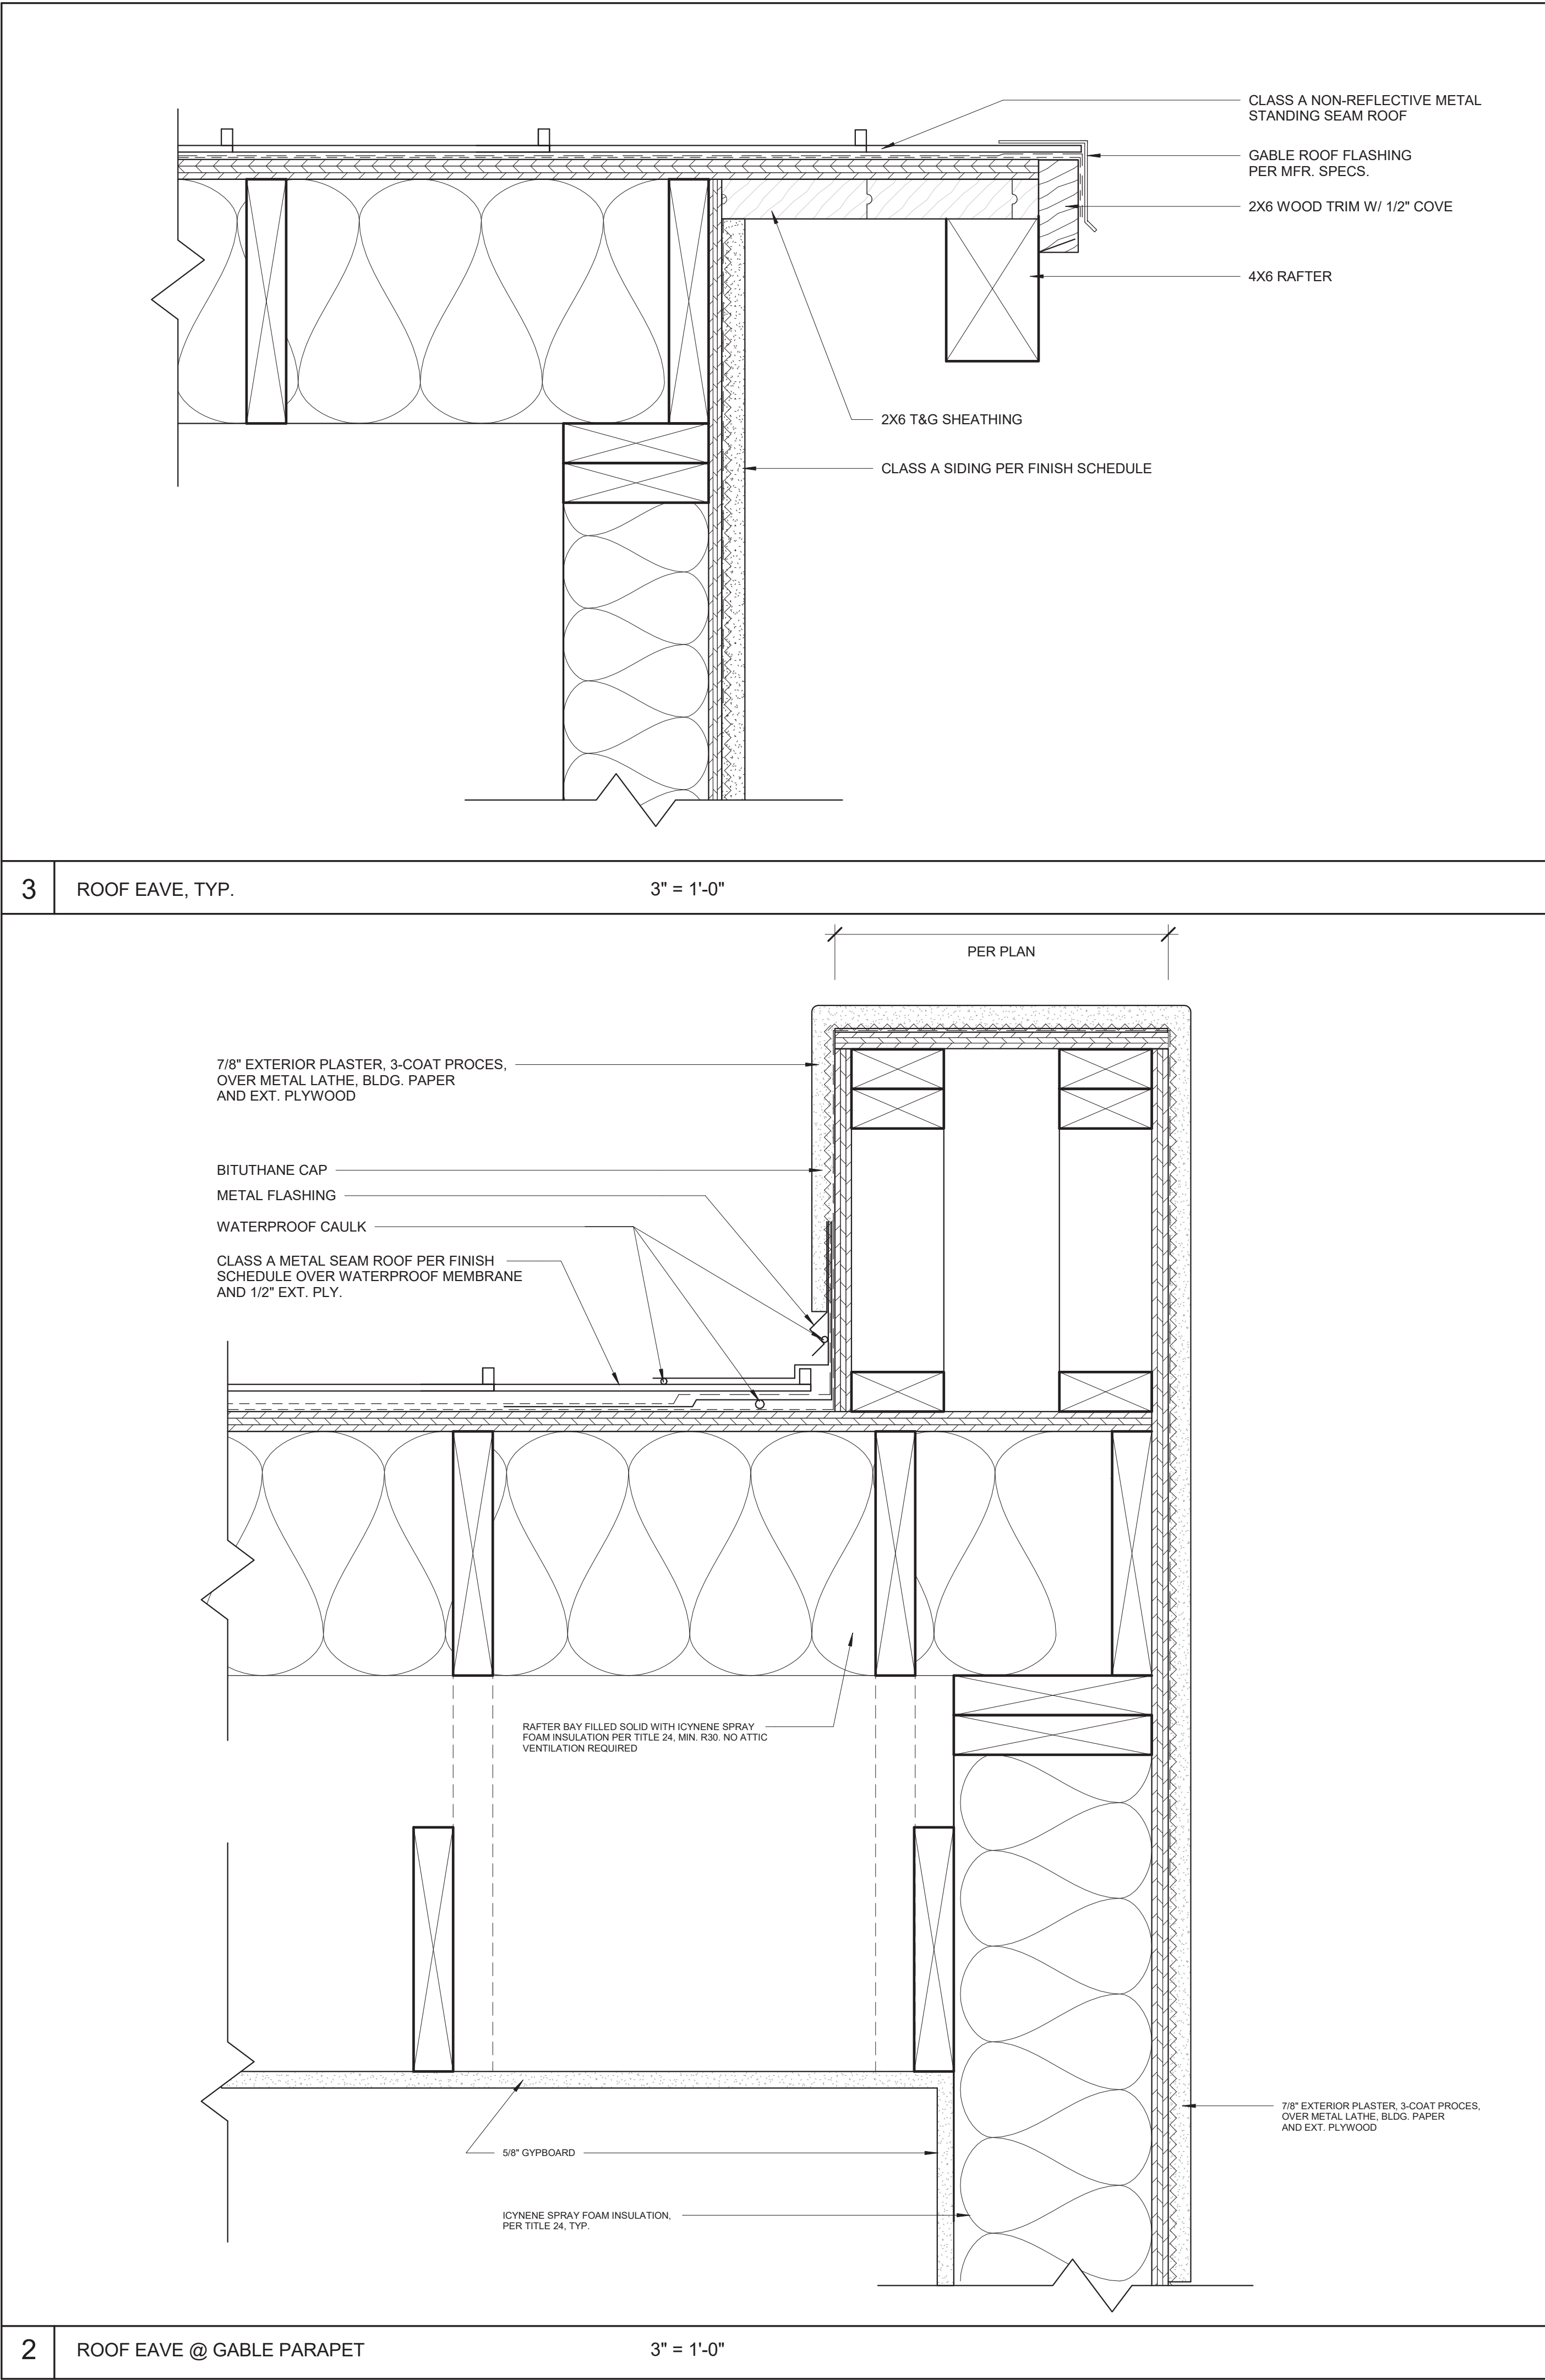 CLASS A NON-REFLECTIVE METAL
STANDING SEAM ROOF
GABLE ROOF FLASHING
PER MFR. SPECS.
2X6 WOOD TRIM W/ 1/2" COVE
4X6 RAFTER
2X6 T&G SHEATHING
CLASS A SIDING PER FINISH SCHEDULE
3
ROOF EAVE, TYP.
3" = 1'-0"
PER PLAN
7/8" EXTERIOR PLASTER, 3-COAT PROCES,
OVER METAL LATHE, BLDG. PAPER
AND EXT. PLYWOOD
BITUTHANE CAP
METAL FLASHING
WATERPROOF CAULK
CLASS A METAL SEAM ROOF PER FINISH
SCHEDULE OVER WATERPROOF MEMBRANE
AND 1/2" EXT. PLY.
RAFTER BAY FILLED SOLID WITH ICYNENE SPRAY
FOAM INSULATION PER TITLE 24, MIN. R30. NO ATTIC
VENTILATION REQUIRED
7/8" EXTERIOR PLASTER, 3-COAT PROCES,
OVER METAL LATHE, BLDG. PAPER
AND EXT. PLYWOOD
5/8" GYPBOARD
ICYNENE SPRAY FOAM INSULATION,
PER TITLE 24, TYP.
2
ROOF EAVE @ GABLE PARAPET
3" = 1'-0"